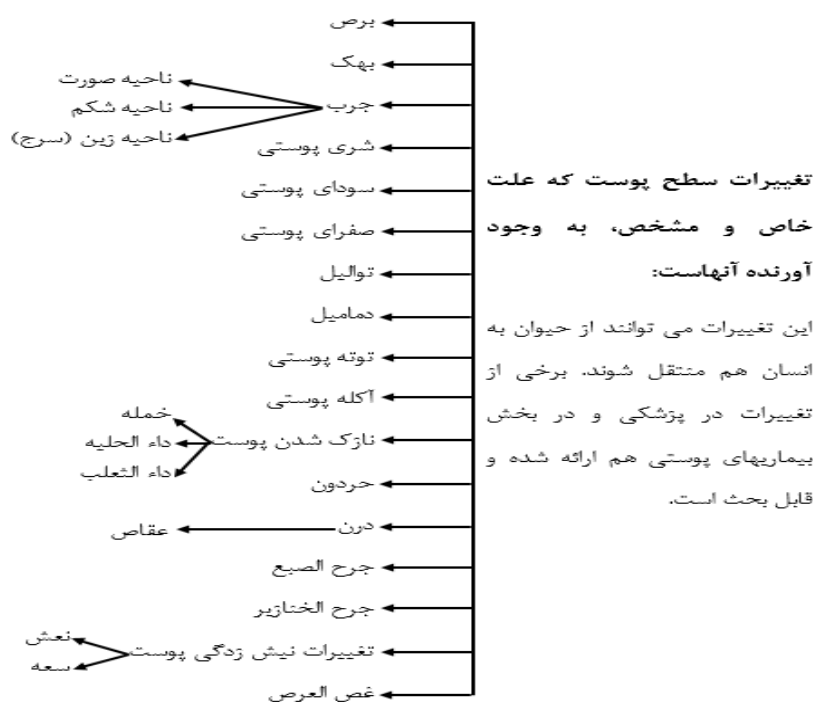 تغییرات سطح پوست که علت
خاص و مشخص، به وجود
آورنده آنهاست:
این تغییرات می توانند از حیوان به
انسان هم منتقل شوند. برخی از
تغییرات در پزشکی و در بخش
بیماریهای پوستی هم ارائه شده و
قابل بحث است.
برص
بهک
جرب
ناحیه صورت
ناحیه شکم
ناحیه زین (سرج)
شری پوستی
سودای پوستی
صفرای پوستی
توالیل
دمامیل
توته پوستی
آکله پوستی
نازک شدن پوست
خمله
داء الحلیه
داء الثعلب
حردون
درن
عقاص
جرح الصبع
جرح الخنازیر
تغییرات نیش زدگی پوست
نعش
سعه
غص العرص